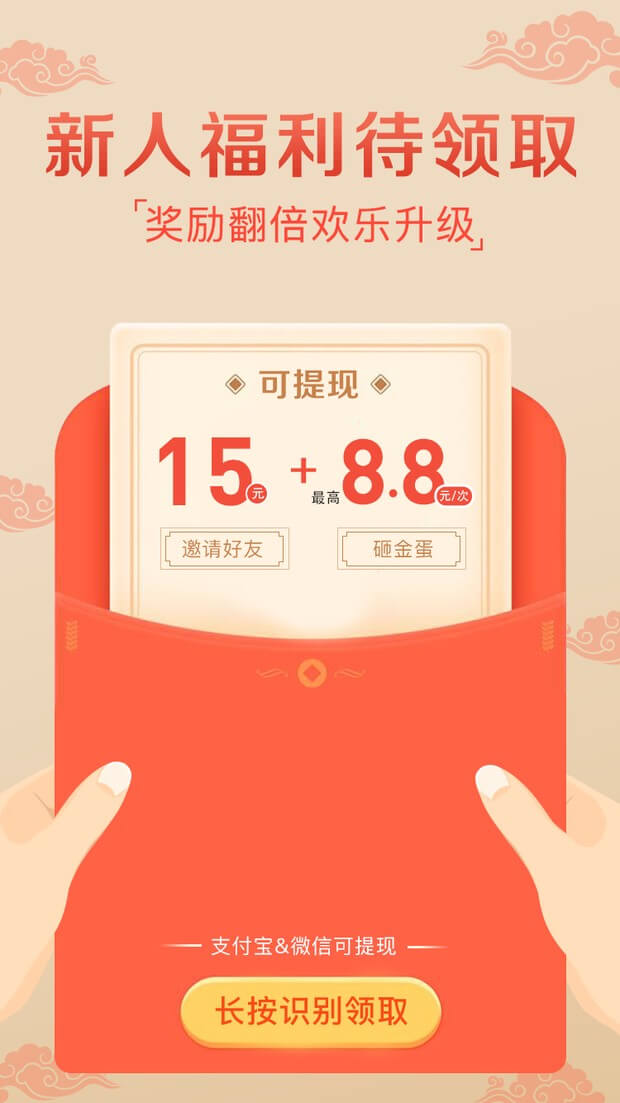 新人福利待领取
「奖励翻倍欢乐升级」
可提现
15元 + 最高8.8元/次
邀请好友 砸金蛋
支付宝&微信可提现
长按识别领取